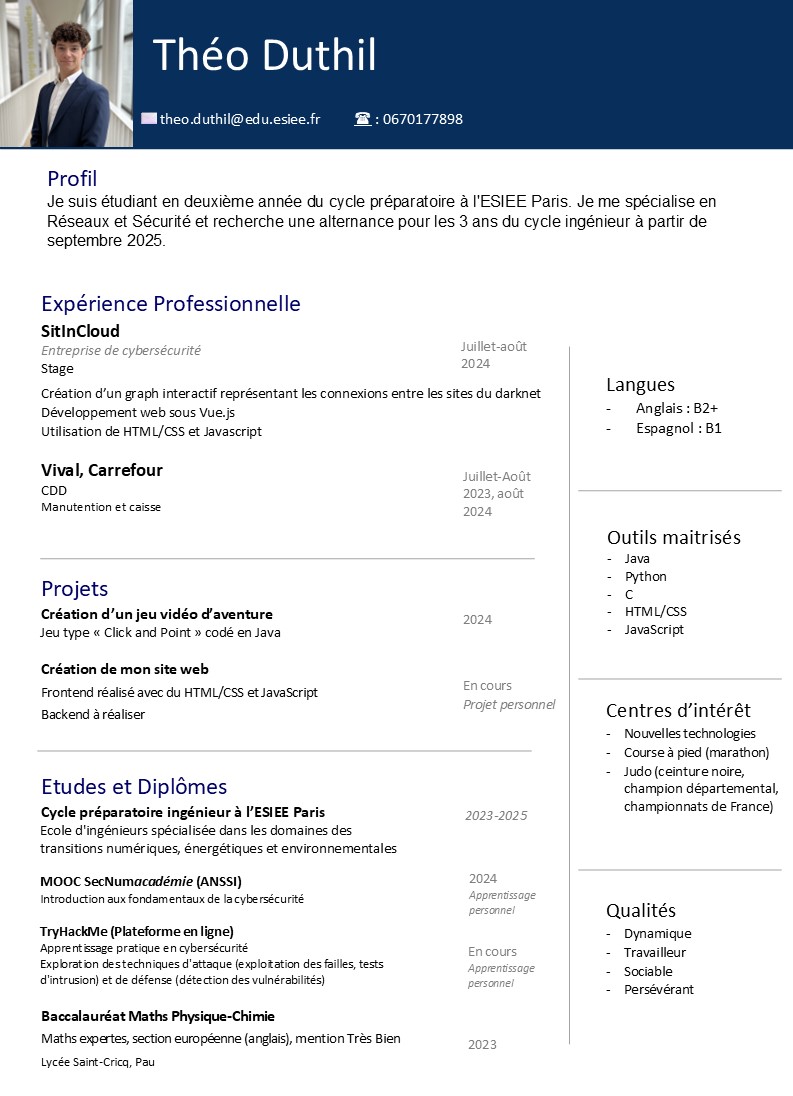 Théo Duthil
theo.duthil@edu.esiee.fr ☎ : 0670177898
Profil
Je suis étudiant en deuxième année du cycle préparatoire à l'ESIEE Paris. Je me spécialise en
Réseaux et Sécurité et recherche une alternance pour les 3 ans du cycle ingénieur à partir de
septembre 2025.
Expérience Professionnelle
SitInCloud
Entreprise de cybersécurité
Stage
Juillet-août
2024
Création d’un graph interactif représentant les connexions entre les sites du darknet
Développement web sous Vue.js
Utilisation de HTML/CSS et Javascript
Vival, Carrefour
CDD
Manutention et caisse
Juillet-Août
2023, août
2024
Projets
Création d’un jeu vidéo d’aventure
Jeu type « Click and Point » codé en Java
2024
Création de mon site web
Frontend réalisé avec du HTML/CSS et JavaScript
Backend à réaliser
En cours
Projet personnel
Etudes et Diplômes
Cycle préparatoire ingénieur à l’ESIEE Paris
Ecole d'ingénieurs spécialisée dans les domaines des
transitions numériques, énergétiques et environnementales
2023-2025
MOOC SecNumacadémie (ANSSI)
Introduction aux fondamentaux de la cybersécurité
2024
Apprentissage
personnel
TryHackMe (Plateforme en ligne)
Apprentissage pratique en cybersécurité
Exploration des techniques d'attaque (exploitation des failles, tests
d'intrusion) et de défense (détection des vulnérabilités)
En cours
Apprentissage
personnel
Baccalauréat Maths Physique-Chimie
Maths expertes, section européenne (anglais), mention Très Bien
Lycée Saint-Cricq, Pau
2023
Langues
- Anglais : B2+
- Espagnol : B1
Outils maitrisés
- Java
- Python
- C
- HTML/CSS
- JavaScript
Centres d’intérêt
- Nouvelles technologies
- Course à pied (marathon)
- Judo (ceinture noire,
champion départemental,
championnats de France)
Qualités
- Dynamique
- Travailleur
- Sociable
- Persévérant